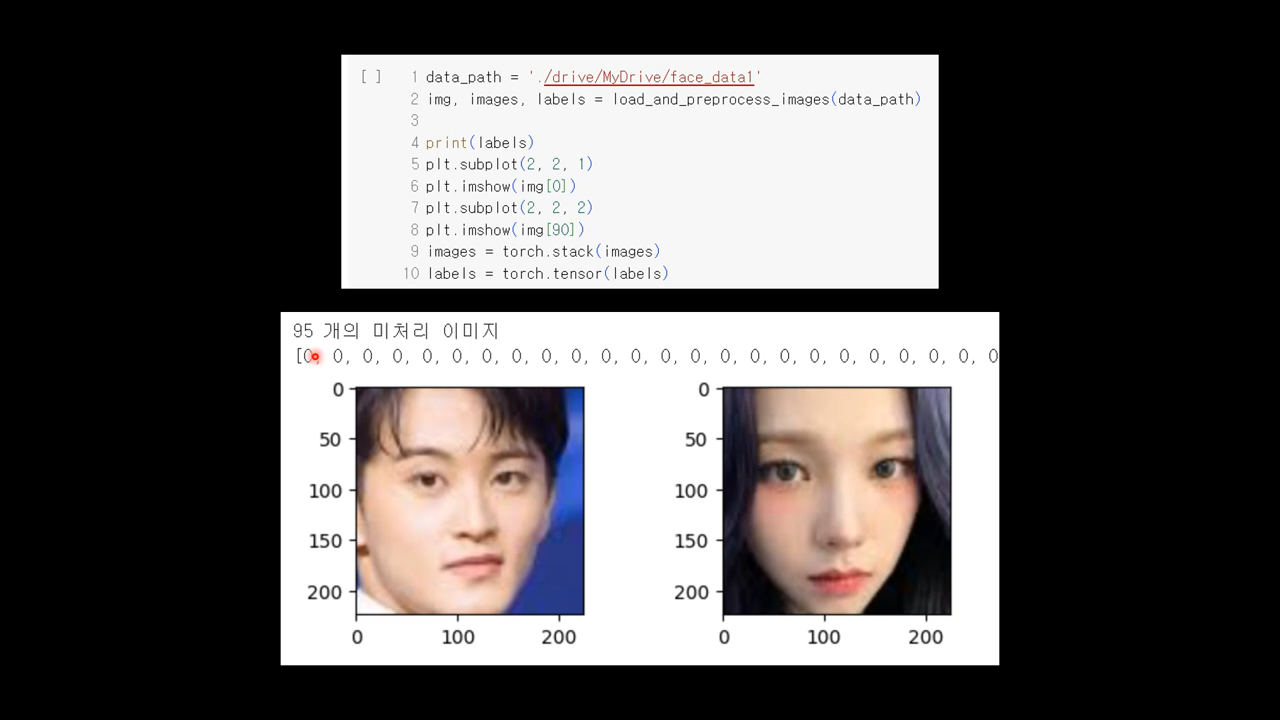 [ ] 1 data_path = './drive/MyDrive/face_data1'
2 img, images, labels = load_and_preprocess_images(data_path)
3
4 print(labels)
5 plt.subplot(2, 2, 1)
6 plt.imshow(img[0])
7 plt.subplot(2, 2, 2)
8 plt.imshow(img[90])
9 images = torch.stack(images)
10 labels = torch.tensor(labels)
95 개의 미처리 이미지
[0, 0, 0, 0, 0, 0, 0, 0, 0, 0, 0, 0, 0, 0, 0, 0, 0, 0, 0, 0, 0, 0, 0, 0
0
50
100
150
200
0 100 200
0
50
100
150
200
0 100 200